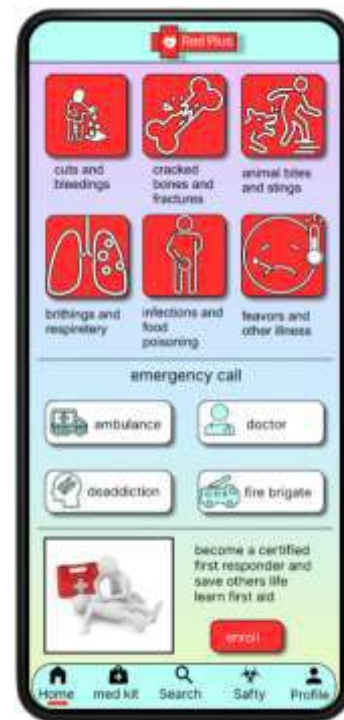 Red Plus
cuts and
bleedings
cracked
bones and
fractures
animal bites
and stings
brithings and
respiretery
infections and
food
poisoning
feavors and
other illness
emergency call
ambulance
doctor
deaddiction
fire brigate
become a certified
first responder and
save others life
learn first aid
enroll
Home
med kit
Search
Safty
Profile